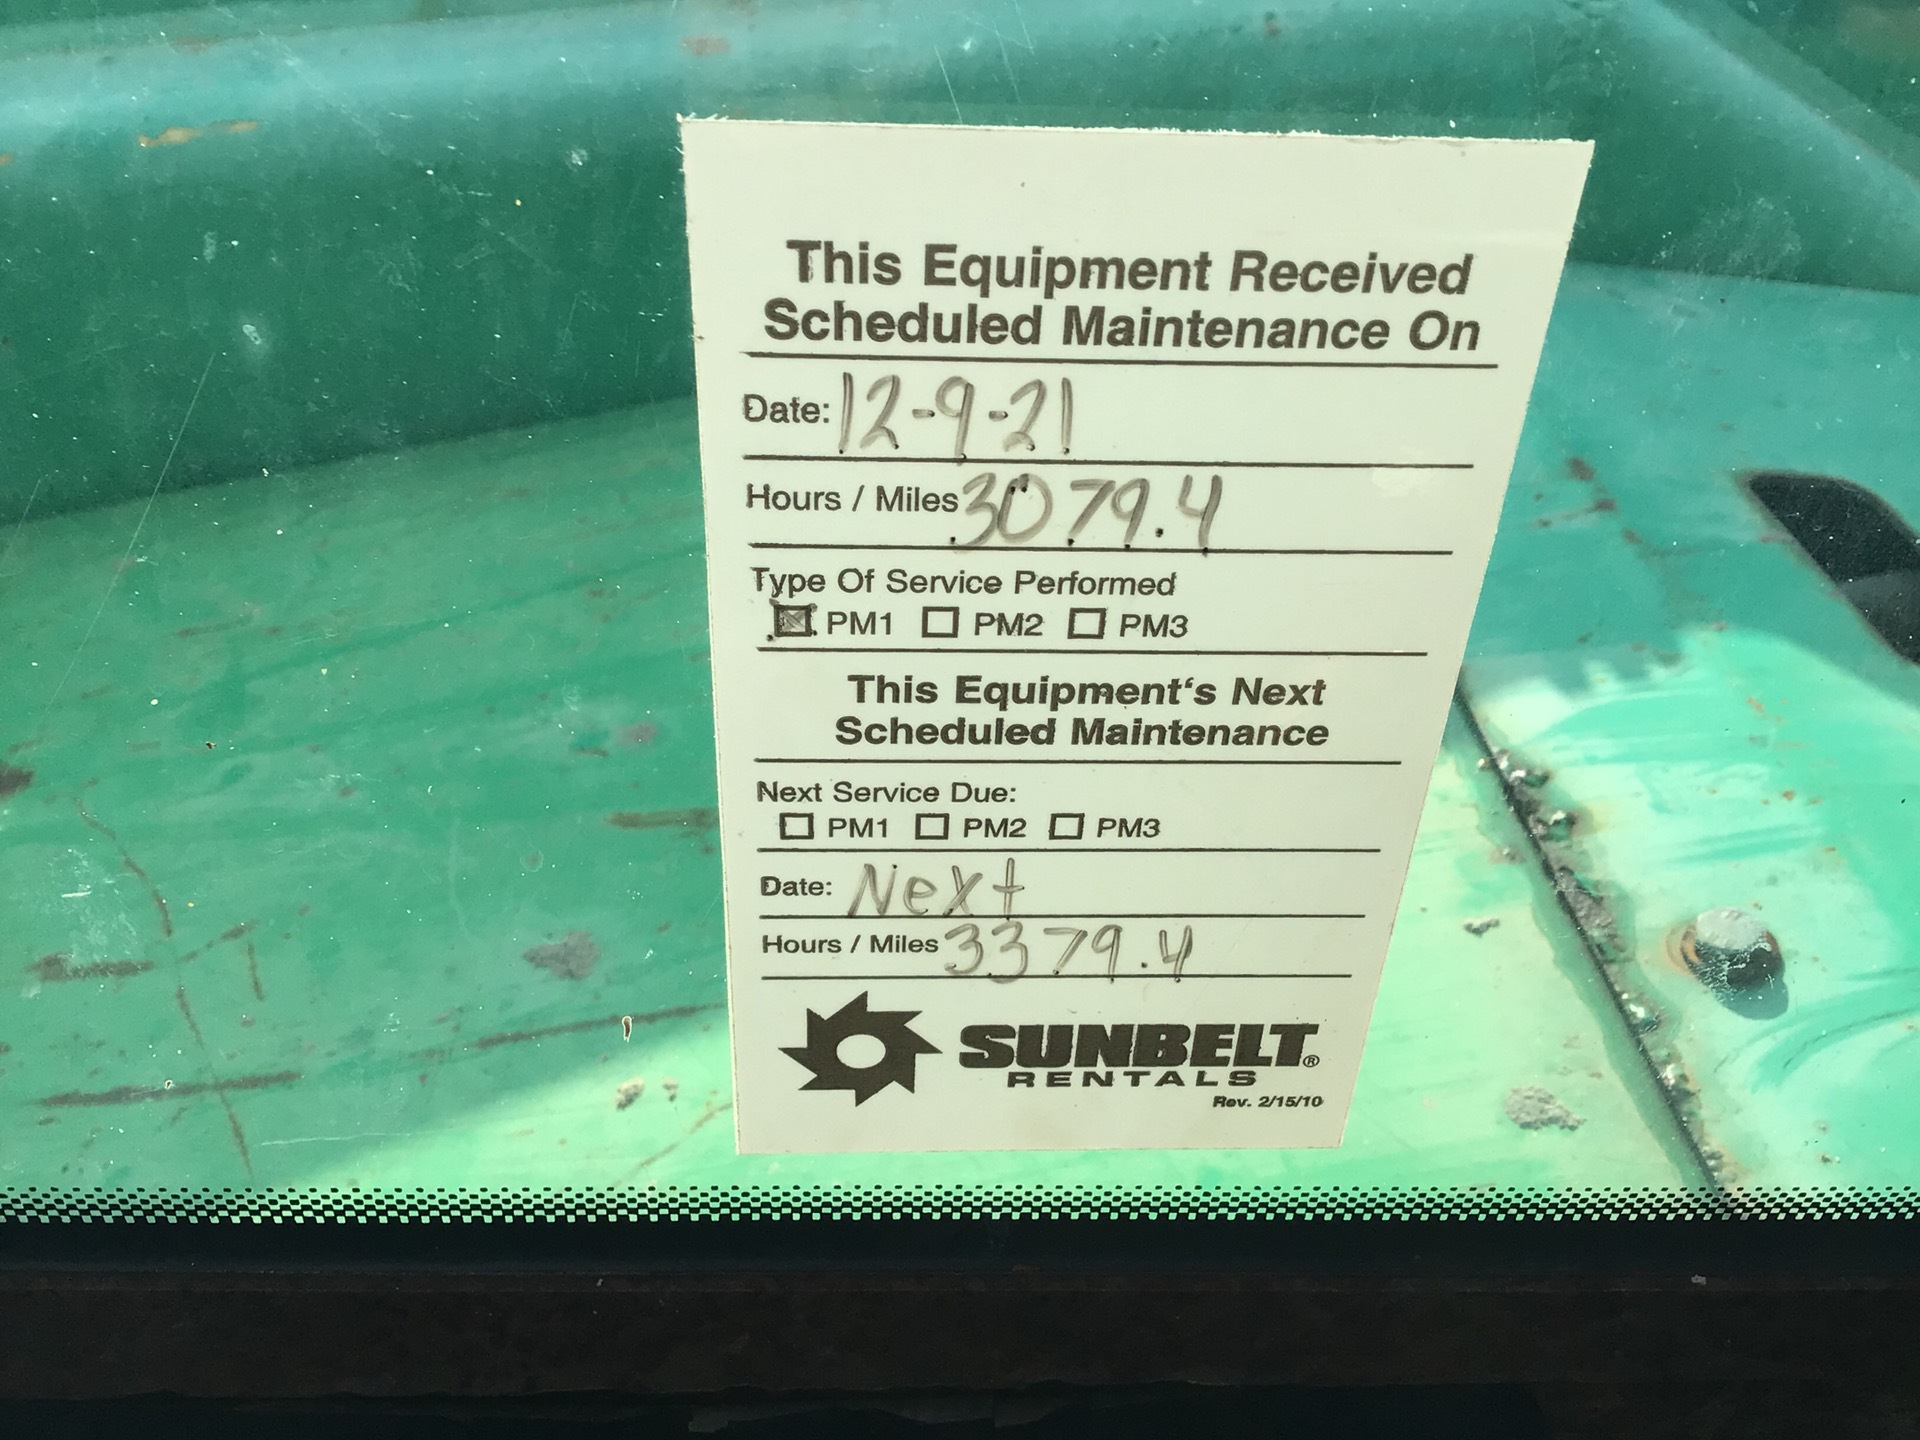 This Equipment Received
Scheduled Maintenance On
Date: 12-9-21
Hours / Miles 3079.4
Type Of Service Performed
PM1 PM2 PM3
This Equipment's Next
Scheduled Maintenance
Next Service Due:
PM1 PM2 PM3
Date: Next
Hours / Miles 3379.4
SUNBELT®
RENTALS
Rev. 2/15/10